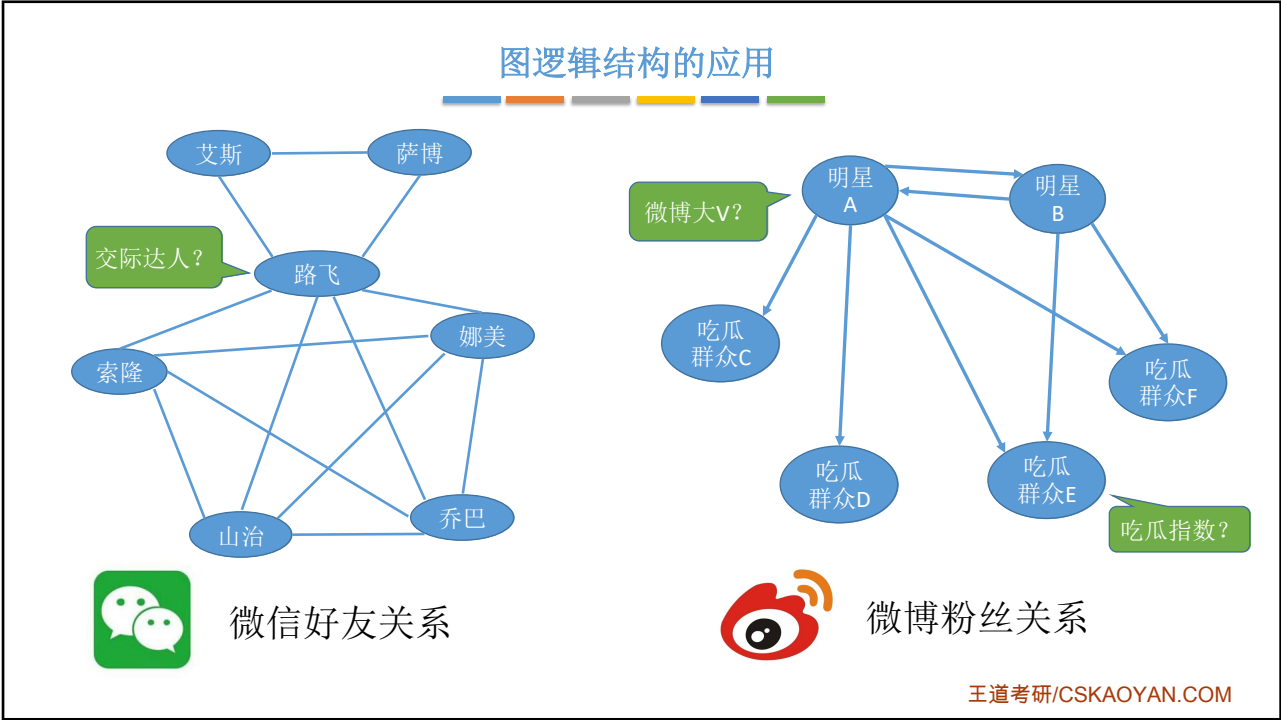 图逻辑结构的应用
艾斯
萨博
交际达人？
路飞
娜美
索隆
山治
乔巴
微信好友关系
微博大V？
明星
A
明星
B
吃瓜
群众C
吃瓜
群众F
吃瓜
群众D
吃瓜
群众E
吃瓜指数？
微博粉丝关系
王道考研/CSKAOYAN.COM